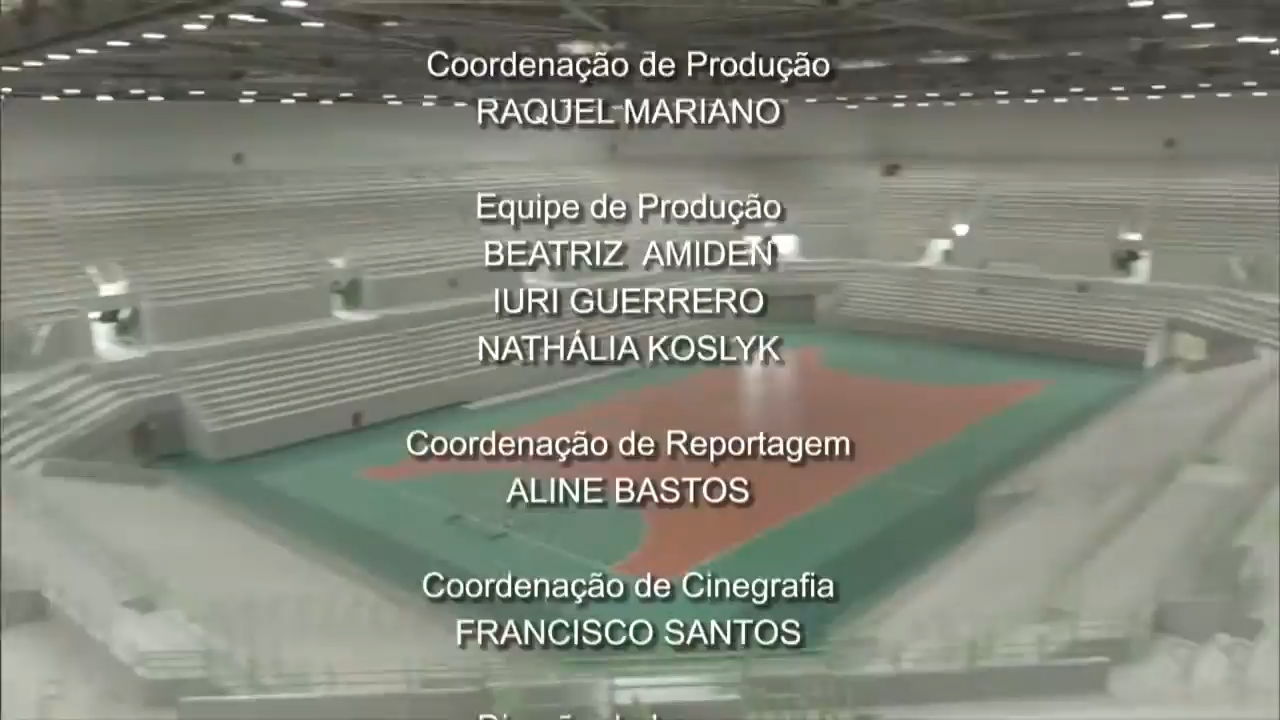 Coordenação de Produção
RAQUEL MARIANO
Equipe de Produção
BEATRIZ AMIDEN
IURI GUERRERO
NATHÁLIA KOSLYK
Coordenação de Reportagem
ALINE BASTOS
Coordenação de Cinegrafia
FRANCISCO SANTOS